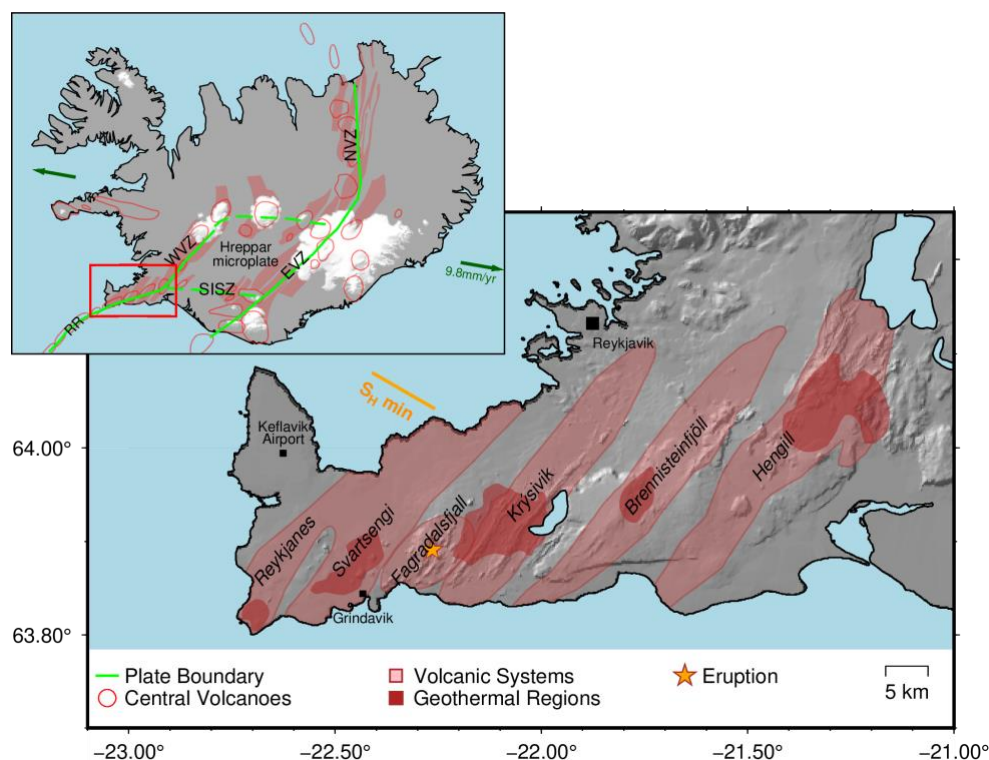 NVZ
WVZ
Hreppar
microplate
EVZ
SISZ
RR
9.8mm/yr
Reykjavik
S_H min
Keflavik
Airport
64.00°
63.80°
Reykjanes
Svartsengi
Fagradalsfjall
Krýsivik
Brennisteinfjöll
Hengill
Grindavik
Plate Boundary
Central Volcanoes
Volcanic Systems
Geothermal Regions
Eruption
5 km
−23.00°
−22.50°
−22.00°
−21.50°
−21.00°